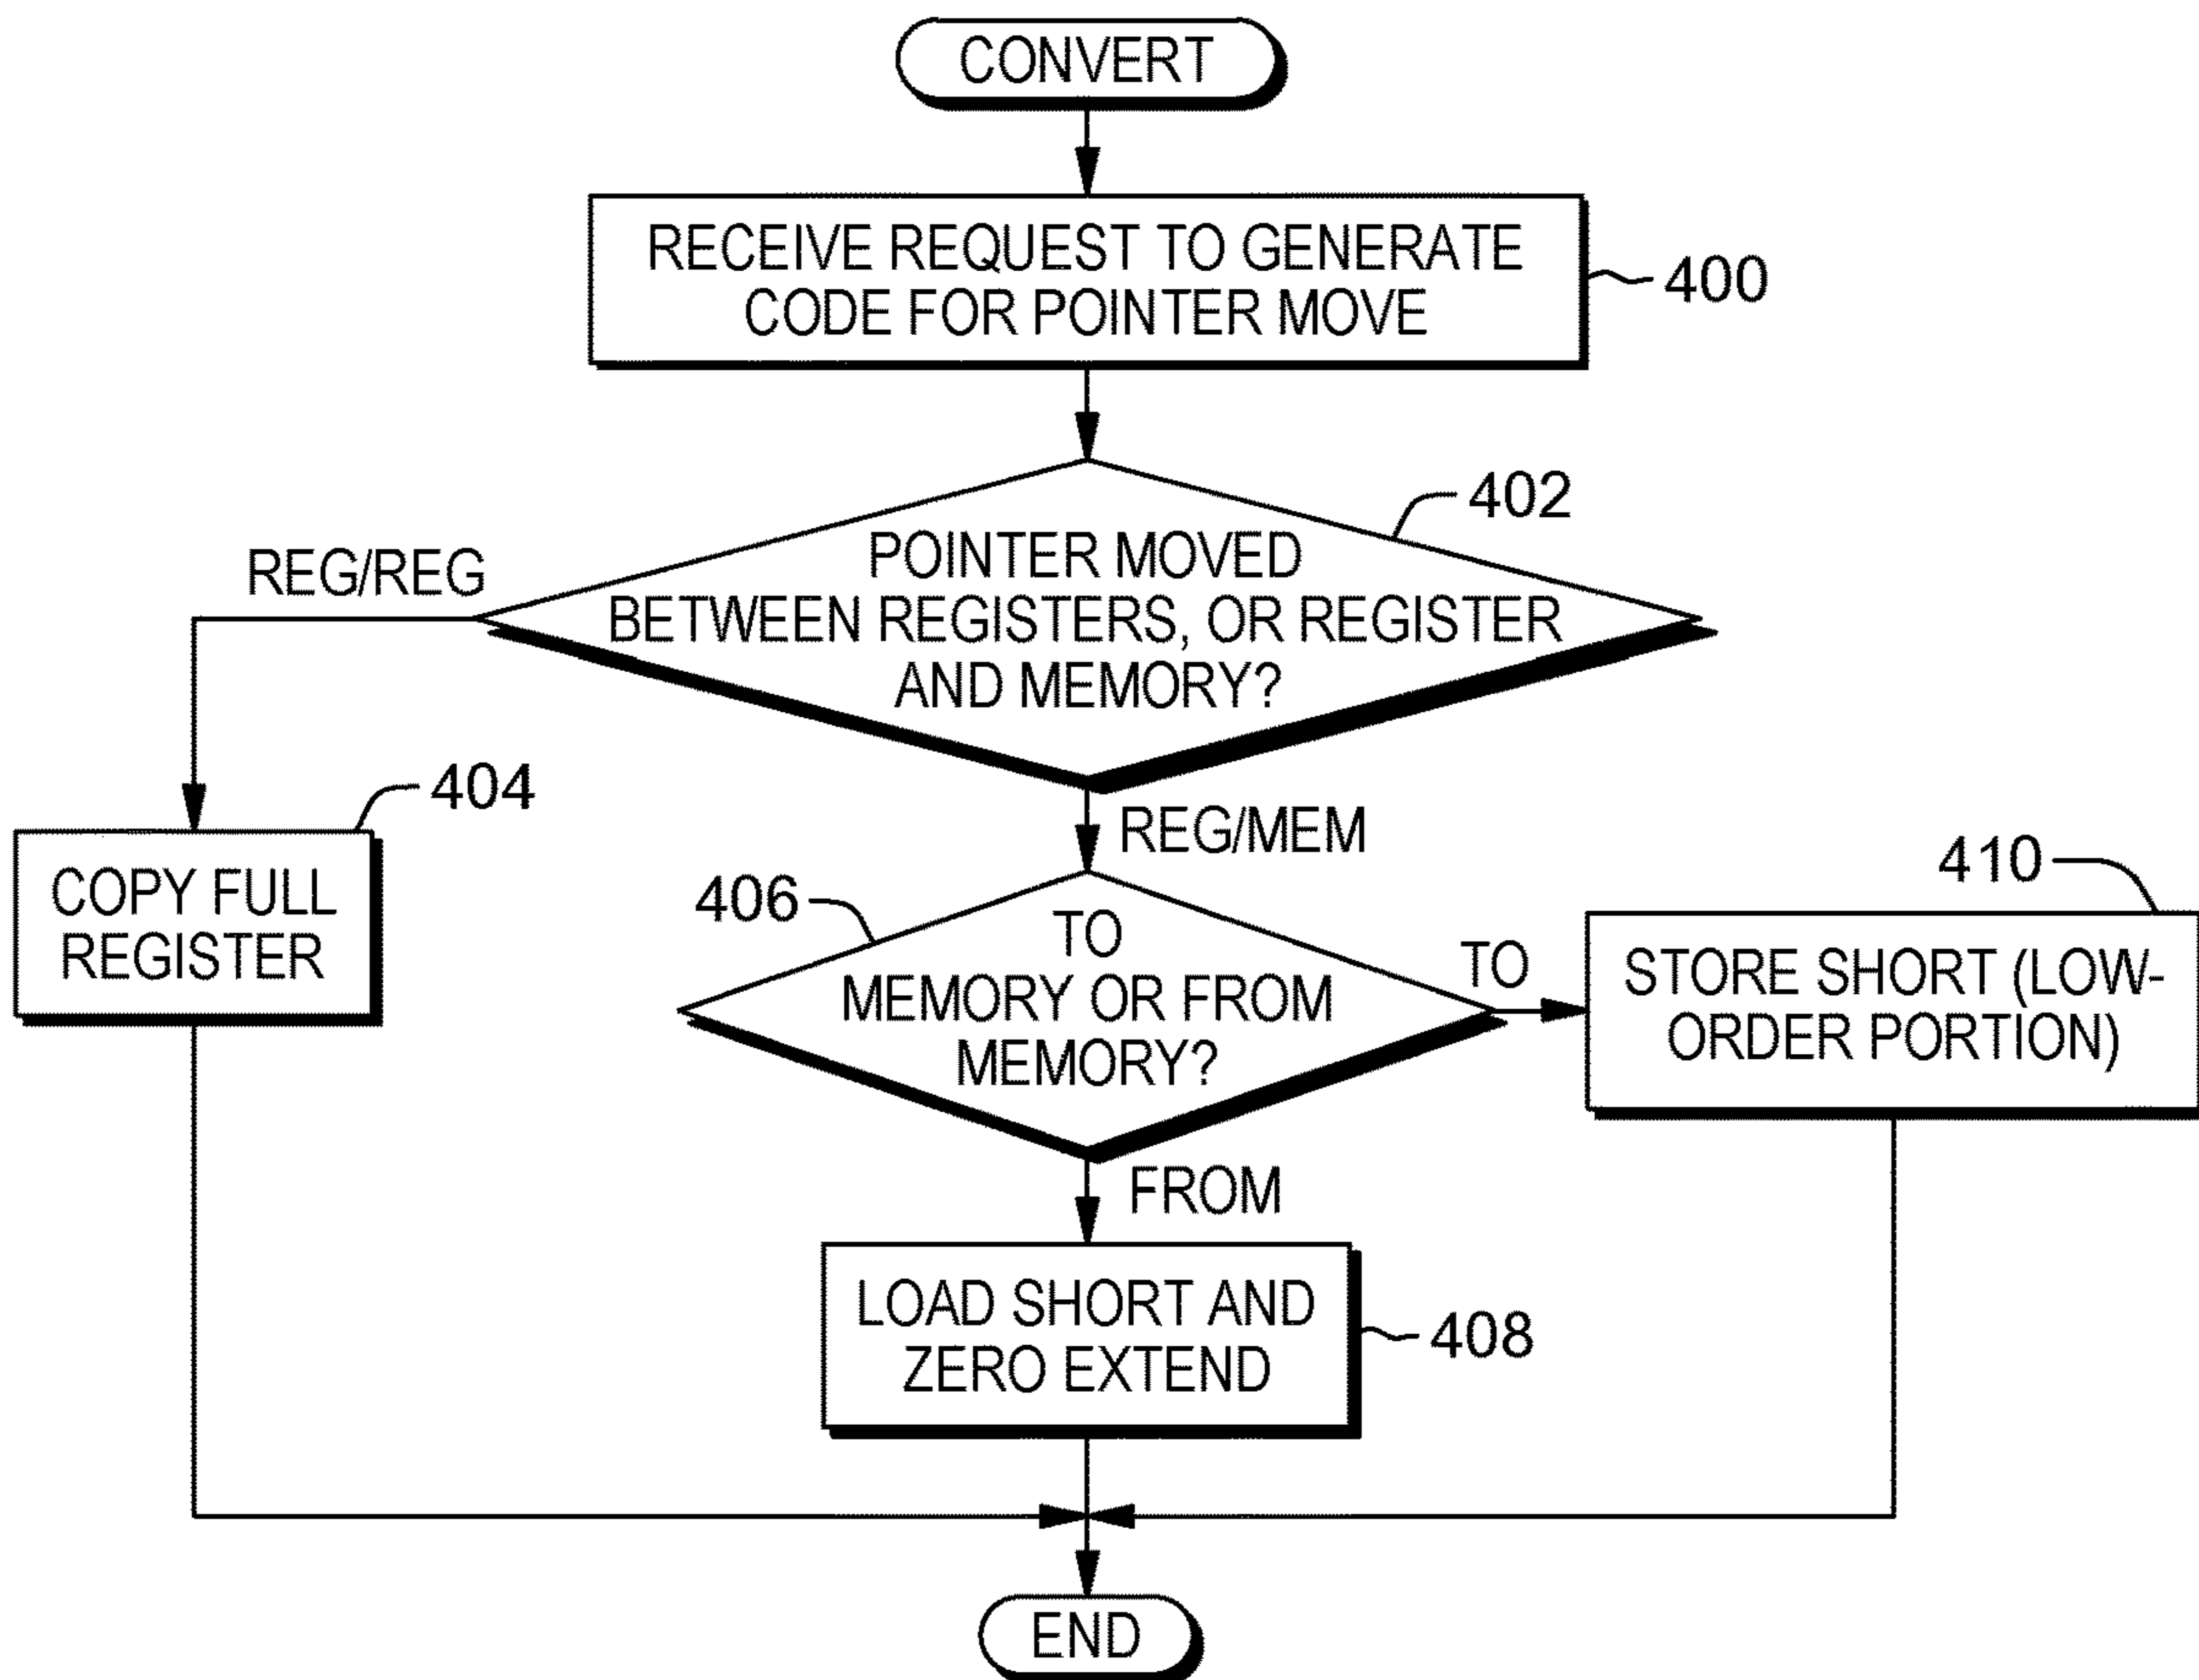 CONVERT
RECEIVE REQUEST TO GENERATE
CODE FOR POINTER MOVE
400
402
POINTER MOVED
BETWEEN REGISTERS, OR REGISTER
AND MEMORY?
REG/REG
404
COPY FULL
REGISTER
REG/MEM
406
TO
MEMORY OR FROM
MEMORY?
TO
410
STORE SHORT (LOW-
ORDER PORTION)
FROM
LOAD SHORT AND
ZERO EXTEND
408
END